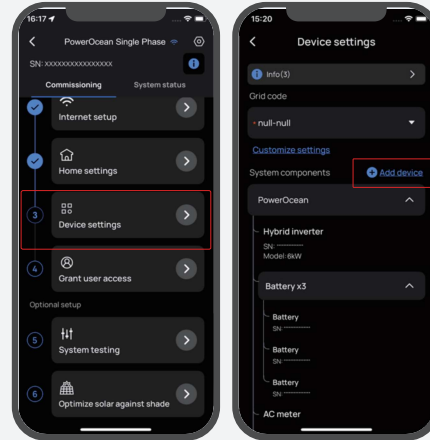 16:17
PowerOcean Single Phase
SN: XXXXXXXXXXXXXXXX
Commissioning
System status
Internet setup
Home settings
3
Device settings
4
Grant user access
Optional setup
5
System testing
6
Optimize solar against shade
15:20
Device settings
Info(3)
Grid code
* null-null
Customize settings
System components
Add device
PowerOcean
Hybrid inverter
SN: ***********
Model: 6kW
Battery x3
Battery
SN: ***********
Battery
SN: ***********
Battery
SN: ***********
AC meter